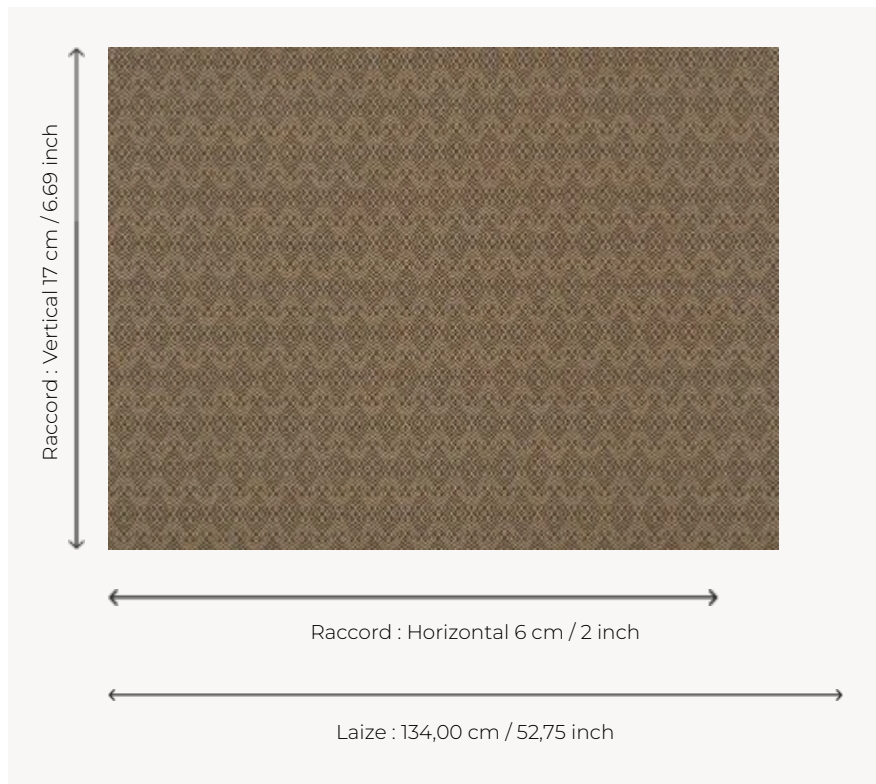 Raccord : Vertical 17 cm / 6.69 inch
Raccord : Horizontal 6 cm / 2 inch
Laize : 134,00 cm / 52,75 inch